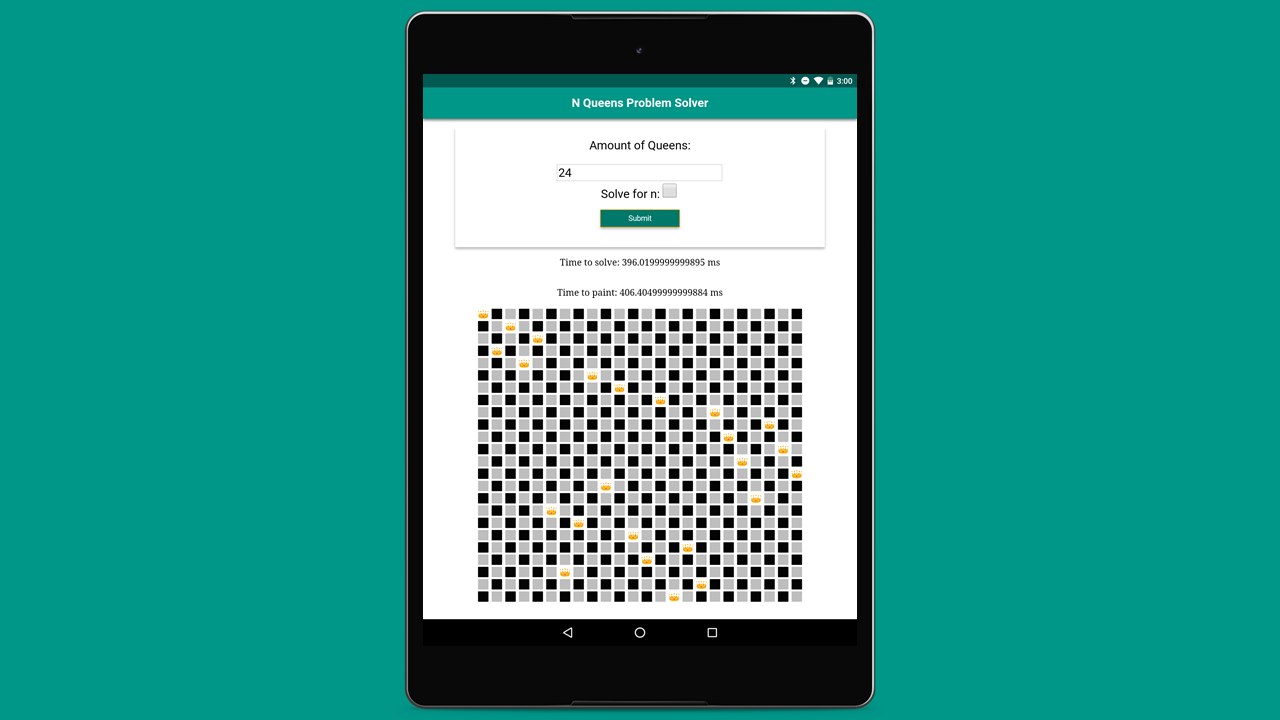 3:00
N Queens Problem Solver
Amount of Queens:
24
Solve for n:
Submit
Time to solve: 396.0199999999895 ms
Time to paint: 406.40499999999884 ms